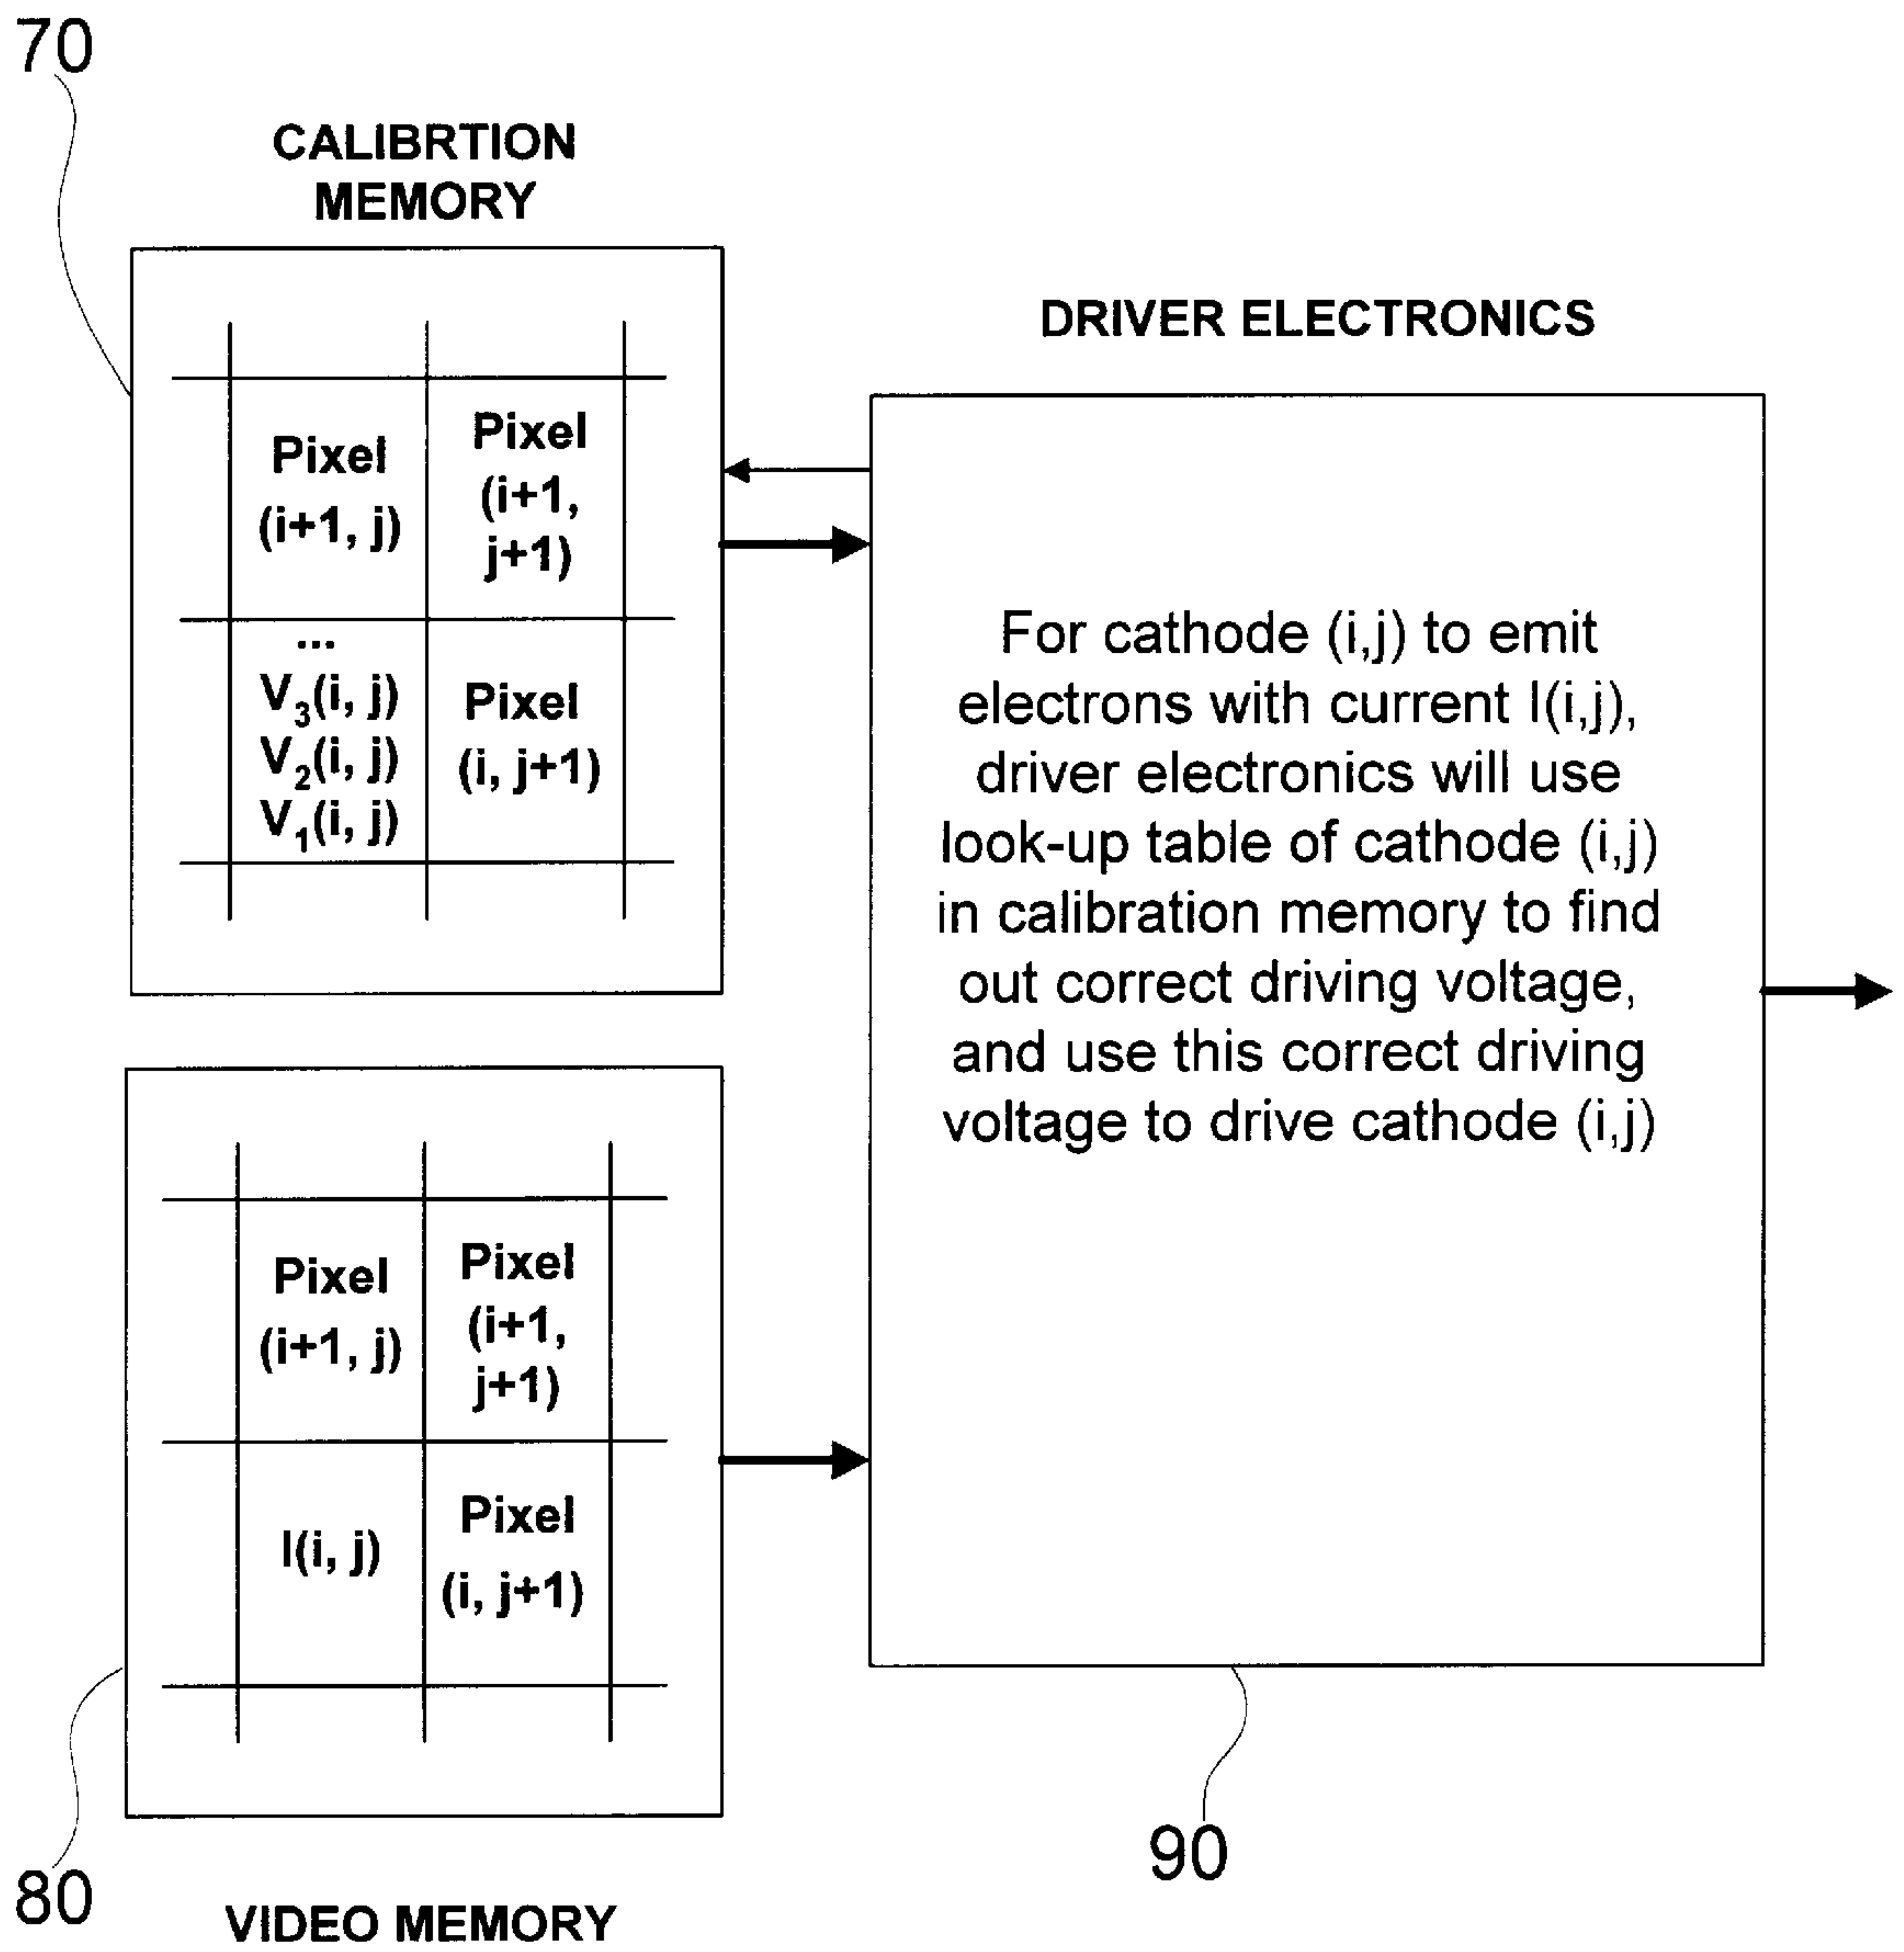 70
CALIBRTION
MEMORY
Pixel
(i+1, j)
Pixel
(i+1,
j+1)
...
V3(i, j)
V2(i, j)
V1(i, j)
Pixel
(i, j+1)
DRIVER ELECTRONICS
For cathode (i,j) to emit
electrons with current I(i,j),
driver electronics will use
look-up table of cathode (i,j)
in calibration memory to find
out correct driving voltage,
and use this correct driving
voltage to drive cathode (i,j)
90
Pixel
(i+1, j)
Pixel
(i+1,
j+1)
I(i, j)
Pixel
(i, j+1)
80
VIDEO MEMORY